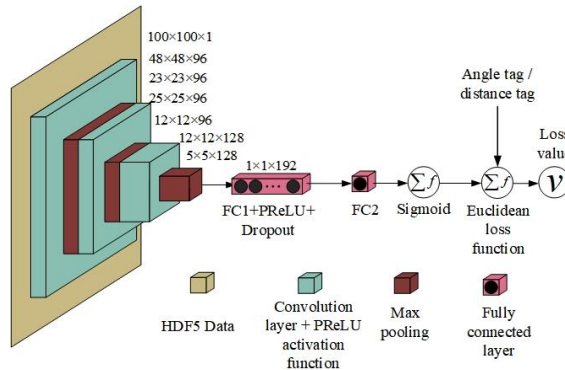 100×100×1
48×48×96
23×23×96
25×25×96
12×12×96
12×12×128
5×5×128
1×1×192
FC1+PReLU+
Dropout
FC2
Sigmoid
Angle tag /
distance tag
∑f
∑f
Euclidean
loss
function
Loss
value
V
HDF5 Data
Convolution
layer + PReLU
activation
function
Max
pooling
Fully
connected
layer